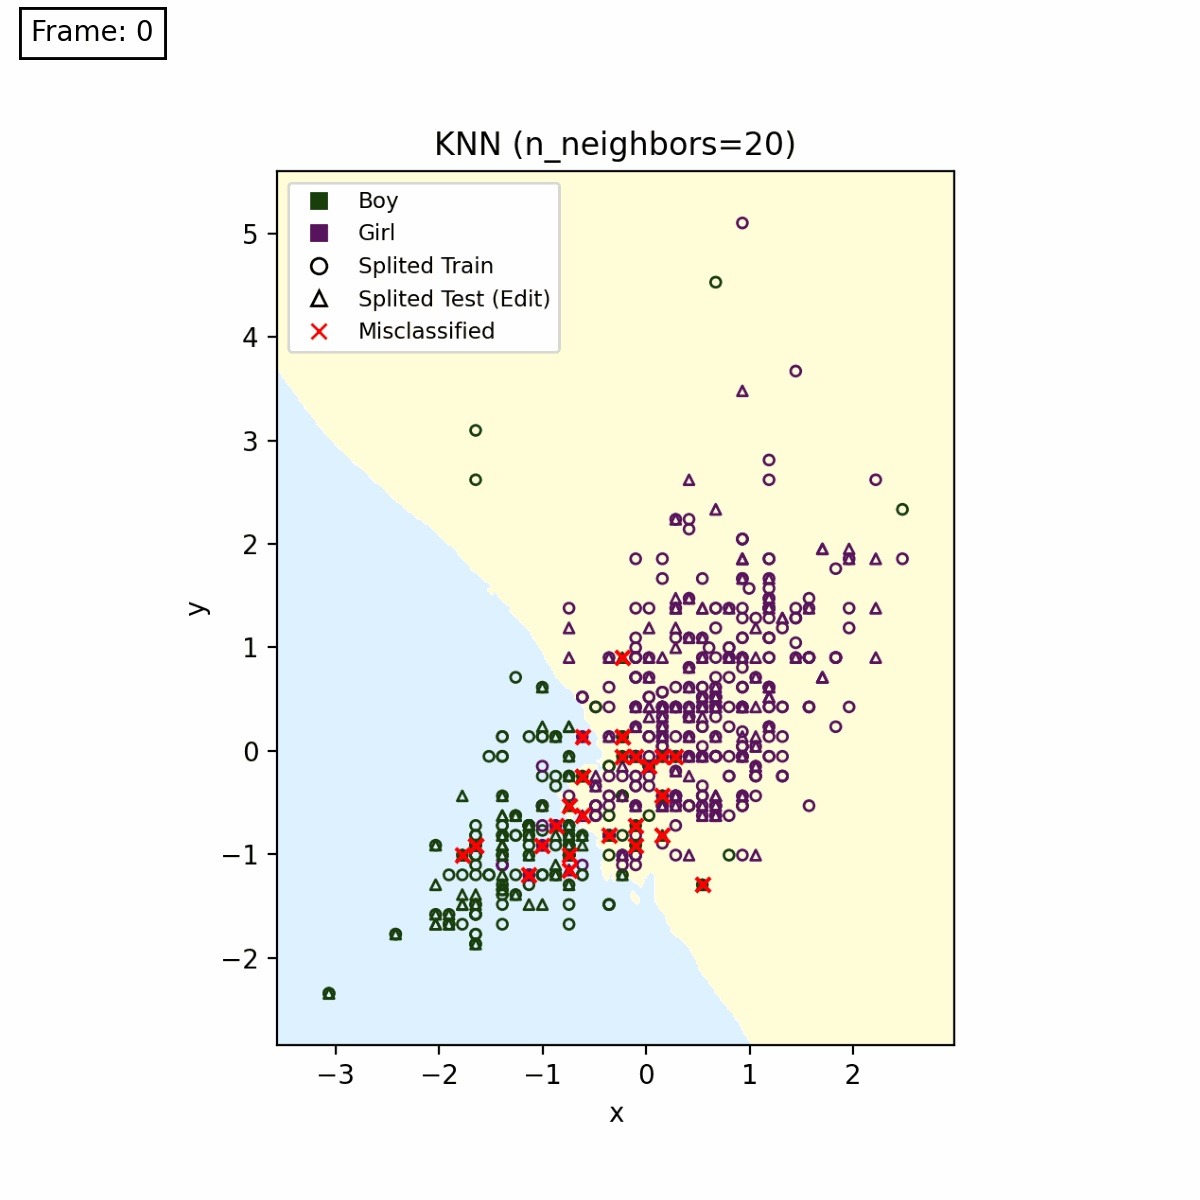 Frame: 0
KNN (n_neighbors=20)
Boy
Girl
Splited Train
Splited Test (Edit)
Misclassified
5
4
3
2
1
0
−1
−2
y
−3 −2 −1 0 1 2
x